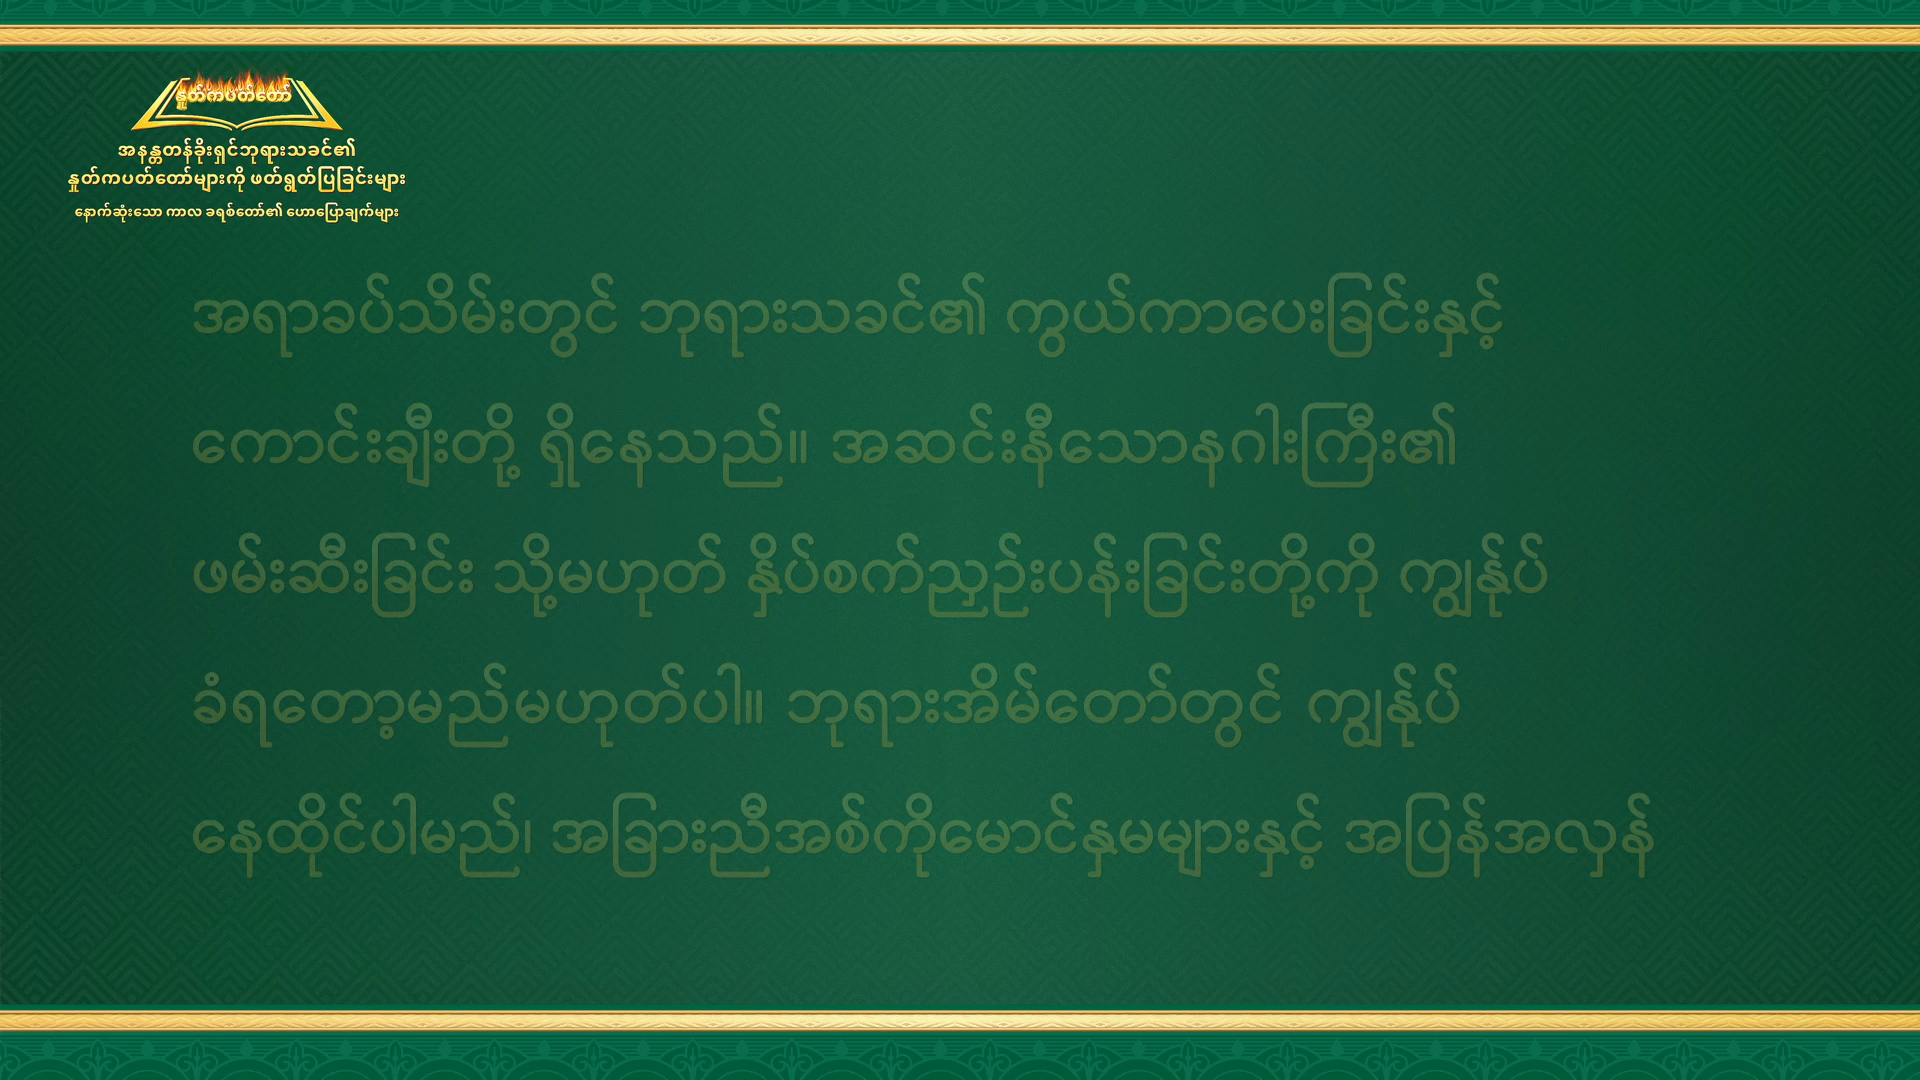 နှုတ်ကပတ်တော်
အနန္တတန်ခိုးရှင်ဘုရားသခင်၏
နှုတ်ကပတ်တော်များကို ဖတ်ရွတ်ပြခြင်းများ
နောက်ဆုံးသော ကာလ ခရစ်တော်၏ ဟောပြောချက်များ
အရာခပ်သိမ်းတွင် ဘုရားသခင်၏ ကွယ်ကာပေးခြင်းနှင့်
ကောင်းချီးတို့ ရှိနေသည်။ အဆင်းနီသောနဂါးကြီး၏
ဖမ်းဆီးခြင်း သို့မဟုတ် နှိပ်စက်ညှဉ်းပန်းခြင်းတို့ကို ကျွန်ုပ်
ခံရတော့မည်မဟုတ်ပါ။ ဘုရားအိမ်တော်တွင် ကျွန်ုပ်
နေထိုင်ပါမည်၊ အခြားညီအစ်ကိုမောင်နှမများနှင့် အပြန်အလှန်